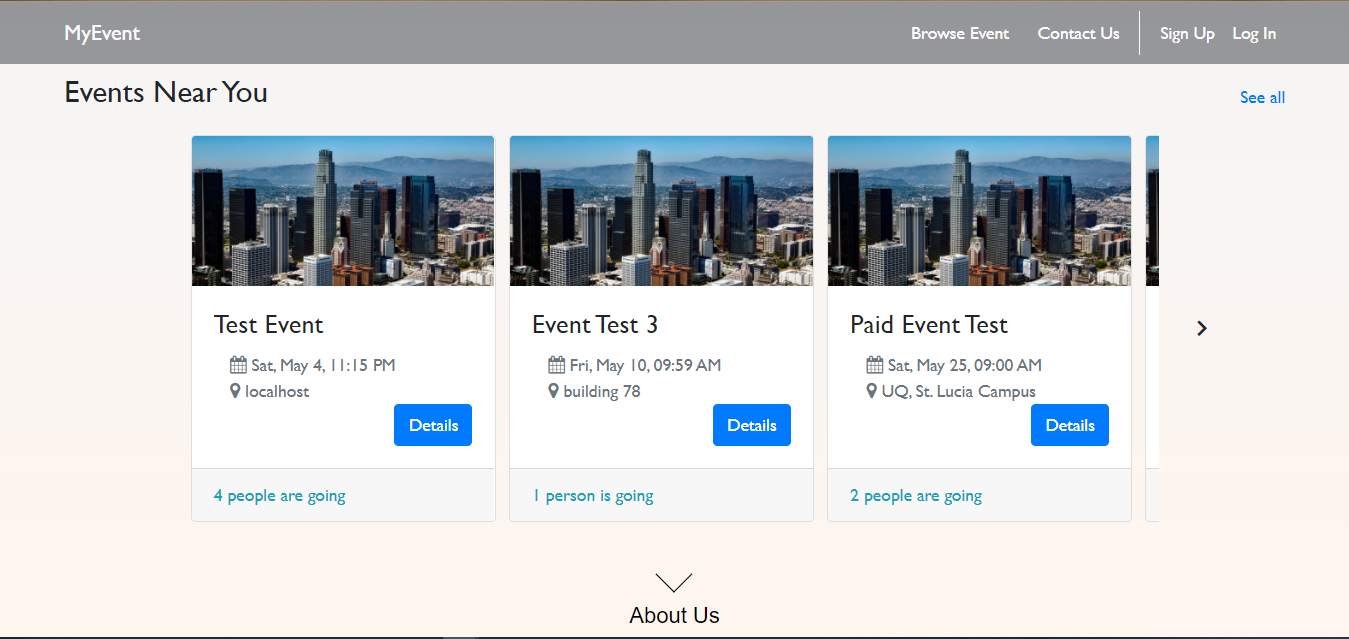 MyEvent
Browse Event
Contact Us
Sign Up
Log In
Events Near You
See all
Test Event
Sat, May 4, 11:15 PM
localhost
Details
4 people are going
Event Test 3
Fri, May 10, 09:59 AM
building 78
Details
1 person is going
Paid Event Test
Sat, May 25, 09:00 AM
UQ, St. Lucia Campus
Details
2 people are going
About Us